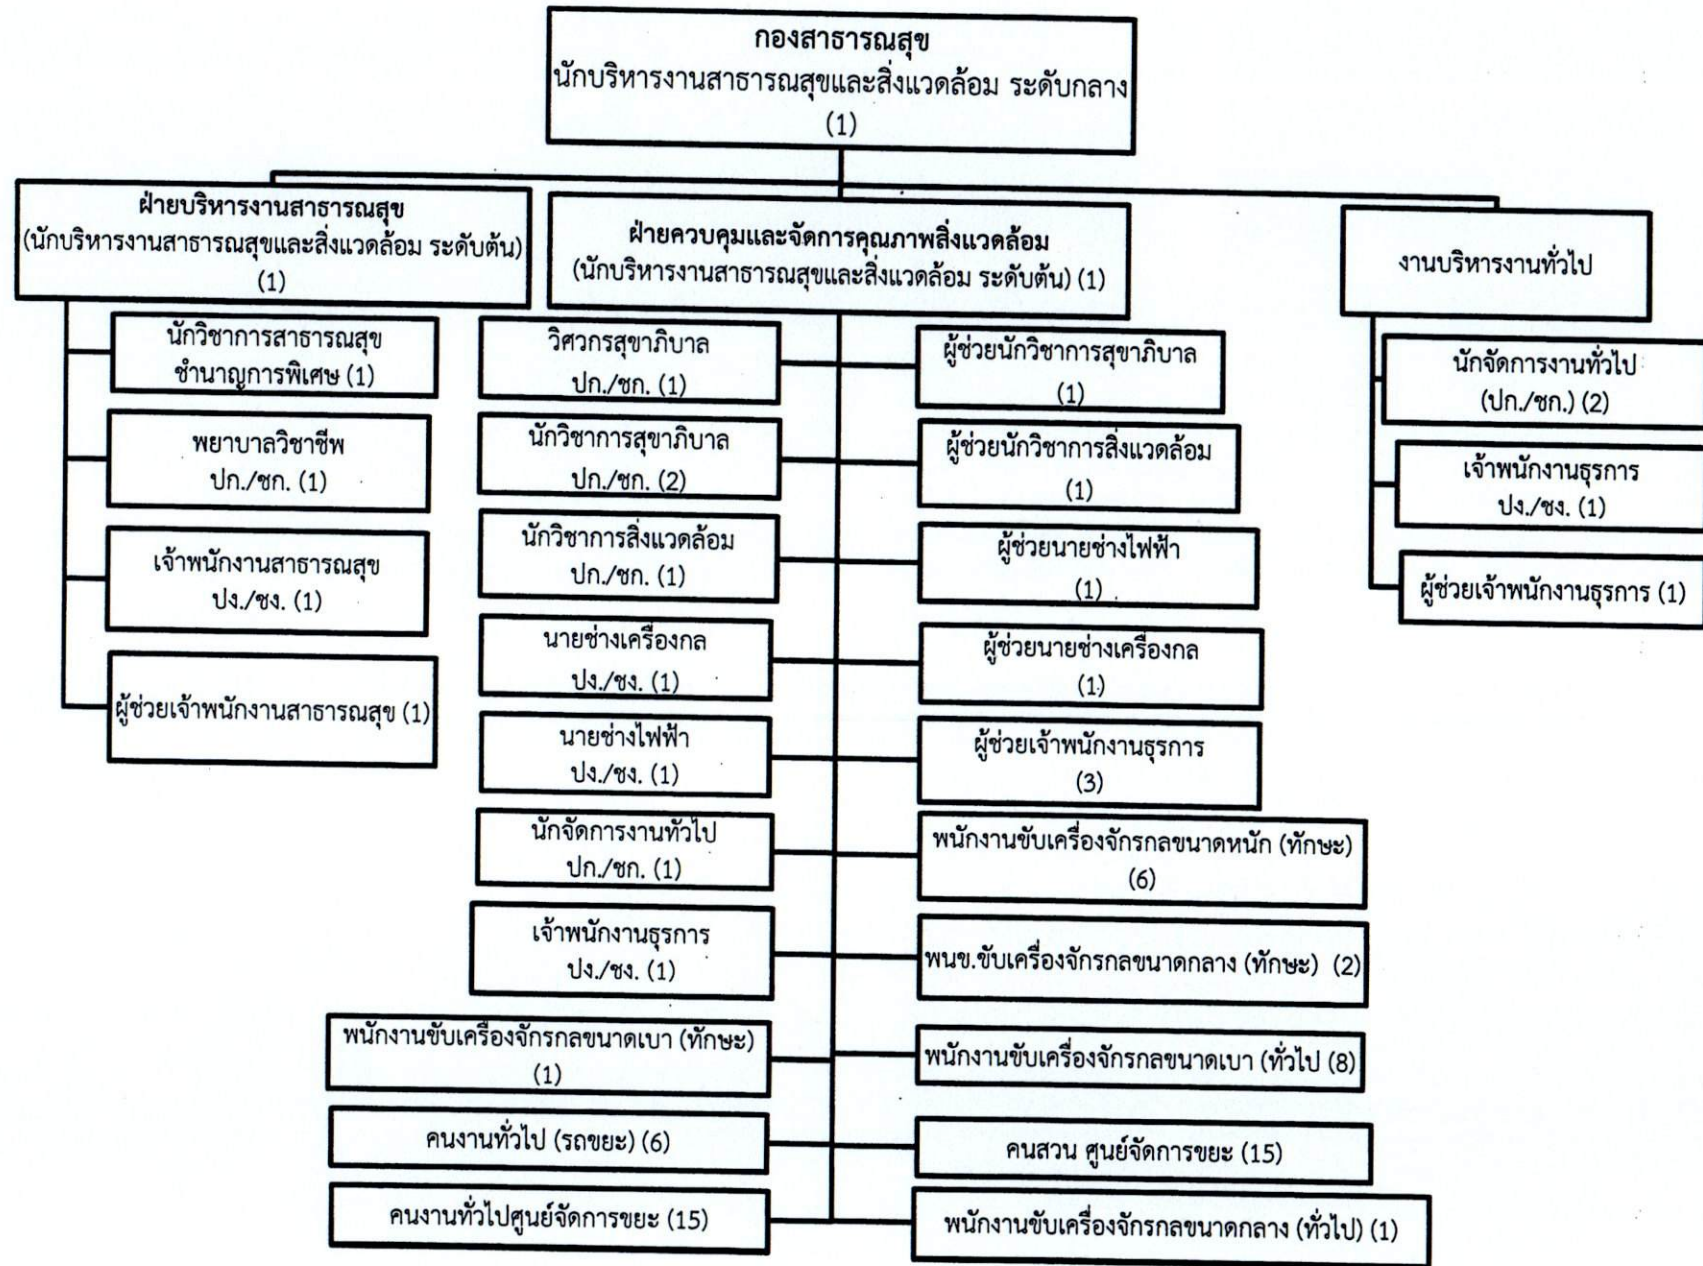 กองสาธารณสุข
นักบริหารงานสาธารณสุขและสิ่งแวดล้อม ระดับกลาง
(1)
ฝ่ายบริหารงานสาธารณสุข
(นักบริหารงานสาธารณสุขและสิ่งแวดล้อม ระดับต้น)
(1)
นักวิชาการสาธารณสุข
ชำนาญการพิเศษ (1)
พยาบาลวิชาชีพ
ปก./ชก. (1)
เจ้าพนักงานสาธารณสุข
ปง./ชง. (1)
ผู้ช่วยเจ้าพนักงานสาธารณสุข (1)
ฝ่ายควบคุมและจัดการคุณภาพสิ่งแวดล้อม
(นักบริหารงานสาธารณสุขและสิ่งแวดล้อม ระดับต้น) (1)
วิศวกรสุขาภิบาล
ปก./ชก. (1)
นักวิชาการสุขาภิบาล
ปก./ชก. (2)
นักวิชาการสิ่งแวดล้อม
ปก./ชก. (1)
นายช่างเครื่องกล
ปง./ชง. (1)
นายช่างไฟฟ้า
ปง./ชง. (1)
นักจัดการงานทั่วไป
ปก./ชก. (1)
เจ้าพนักงานธุรการ
ปง./ชง. (1)
พนักงานขับเครื่องจักรกลขนาดเบา (ทักษะ)
(1)
คนงานทั่วไป (รถขยะ) (6)
คนงานทั่วไปศูนย์จัดการขยะ (15)
ผู้ช่วยนักวิชาการสุขาภิบาล
(1)
ผู้ช่วยนักวิชาการสิ่งแวดล้อม
(1)
ผู้ช่วยนายช่างไฟฟ้า
(1)
ผู้ช่วยนายช่างเครื่องกล
(1)
ผู้ช่วยเจ้าพนักงานธุรการ
(3)
พนักงานขับเครื่องจักรกลขนาดหนัก (ทักษะ)
(6)
พนข.ขับเครื่องจักรกลขนาดกลาง (ทักษะ) (2)
พนักงานขับเครื่องจักรกลขนาดเบา (ทั่วไป (8)
คนสวน ศูนย์จัดการขยะ (15)
พนักงานขับเครื่องจักรกลขนาดกลาง (ทั่วไป) (1)
งานบริหารงานทั่วไป
นักจัดการงานทั่วไป
(ปก./ชก.) (2)
เจ้าพนักงานธุรการ
ปง./ชง. (1)
ผู้ช่วยเจ้าพนักงานธุรการ (1)